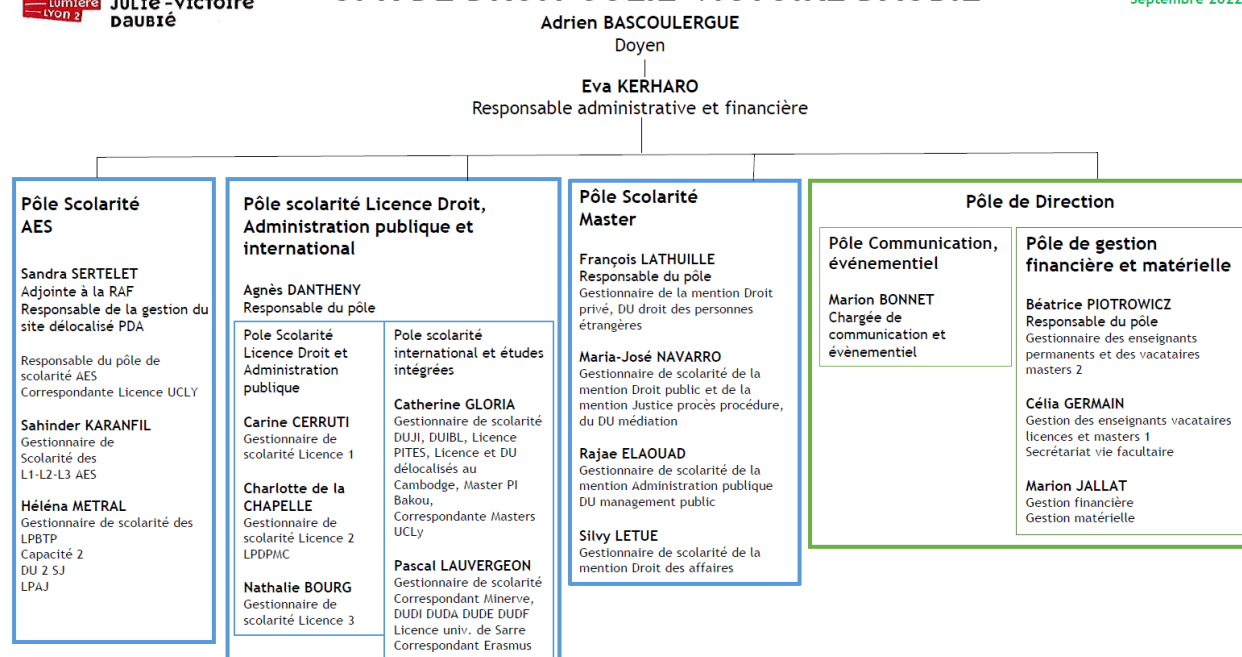 LUMIÈRE
LYON 2
JULIE-VICTOIRE
DAUBIÉ
Septembre 2022
Adrien BASCOULERGUE
Doyen
Eva KERHARO
Responsable administrative et financière
Pôle Scolarité
AES
Sandra SERTELET
Adjointe à la RAF
Responsable de la gestion du
site délocalisé PDA
Responsable du pôle de
scolarité AES
Correspondante Licence UCLY
Sahinder KARANFIL
Gestionnaire de
Scolarité des
L1-L2-L3 AES
Héléna METRAL
Gestionnaire de scolarité des
LPBTP
Capacité 2
DU 2 SJ
LPAJ
Pôle scolarité Licence Droit,
Administration publique et
international
Agnès DANTHENY
Responsable du pôle
Pole Scolarité
Licence Droit et
Administration
publique
Carine CERRUTI
Gestionnaire de
scolarité Licence 1
Charlotte de la
CHAPELLE
Gestionnaire de
scolarité Licence 2
LPDPMC
Nathalie BOURG
Gestionnaire de
scolarité Licence 3
Pole scolarité
international et études
intégrées
Catherine GLORIA
Gestionnaire de scolarité
DUJI, DUIBL, Licence
PITES, Licence et DU
délocalisés au
Cambodge, Master PI
Bakou,
Correspondante Masters
UCLy
Pascal LAUVERGEON
Gestionnaire de scolarité
Correspondant Minerve,
DUDI DUDA DUDE DUDF
Licence univ. de Sarre
Correspondant Erasmus
Pôle Scolarité
Master
François LATHUILLE
Responsable du pôle
Gestionnaire de la mention Droit
privé, DU droit des personnes
étrangères
Maria-José NAVARRO
Gestionnaire de scolarité de la
mention Droit public et de la
mention Justice procès procédure,
du DU médiation
Rajae ELAOUAD
Gestionnaire de scolarité de la
mention Administration publique
DU management public
Silvy LETUE
Gestionnaire de scolarité de la
mention Droit des affaires
Pôle de Direction
Pôle Communication,
événementiel
Marion BONNET
Chargée de
communication et
évènementiel
Pôle de gestion
financière et matérielle
Béatrice PIOTROWICZ
Responsable du pôle
Gestionnaire des enseignants
permanents et des vacataires
masters 2
Célia GERMAIN
Gestion des enseignants vacataires
licences et masters 1
Secrétariat vie facultaire
Marion JALLAT
Gestion financière
Gestion matérielle